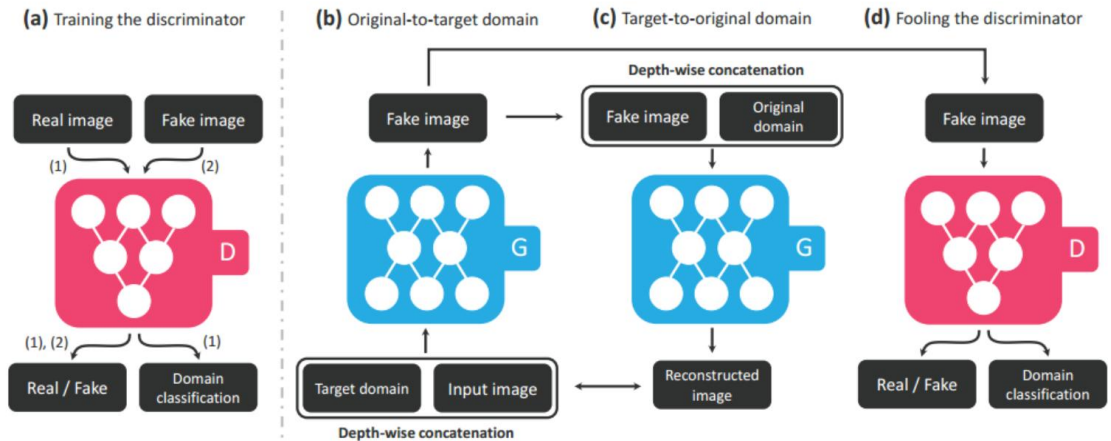 (a) Training the discriminator
(b) Original-to-target domain
(c) Target-to-original domain
(d) Fooling the discriminator
Real image
Fake image
(1)
(2)
D
(1), (2)
(1)
Real / Fake
Domain
classification
Fake image
G
Target domain
Input image
Depth-wise concatenation
Depth-wise concatenation
Fake image
Original
domain
G
Reconstructed
image
Fake image
D
Real / Fake
Domain
classification